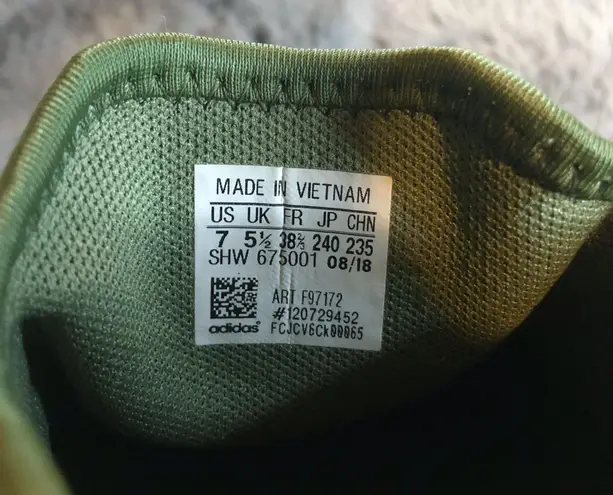 MADE IN VIETNAM
US UK FR JP CHN
7 5½ 38⅔ 240 235
SHW 675001 08/18
ART F97172
#120729452
adidas® FCJCV6Ck00065